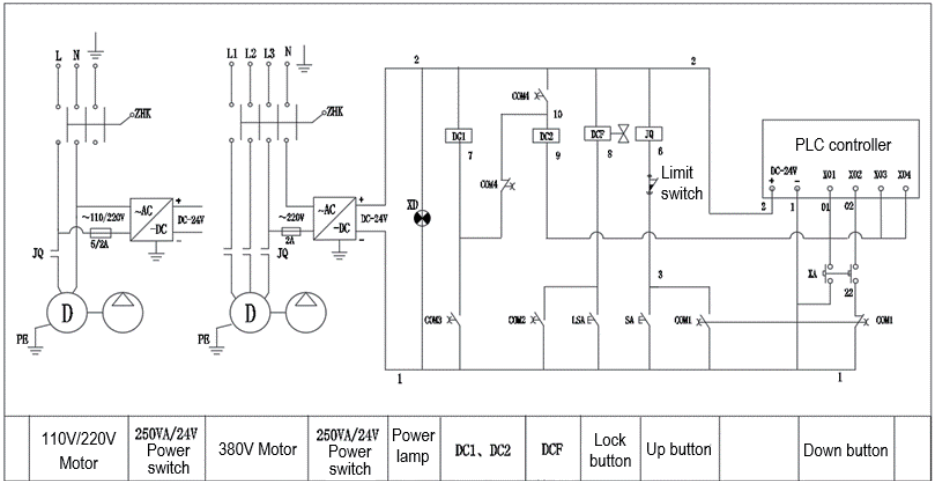 L N
L1 L2 L3 N
ZHK
ZHK
2
2
COM4
10
DC1
7
DC2
9
DCF
8
JQ
6
COM4
Limit
switch
PLC controller
DC-24V
+ - X01 X02 X03 X04
2 1 01 02
~110/220V
5/2A
~AC
-DC
+
DC-24V
-
~220V
2A
~AC
-DC
+
DC-24V
-
XD
JQ
JQ
D
D
PE
PE
3
XA
22
COM3
COM2
LSA
SA
COM1
COM1
1
1
110V/220V
Motor
250VA/24V
Power
switch
380V Motor
250VA/24V
Power
switch
Power
lamp
DC1、DC2
DCF
Lock
button
Up button
Down button